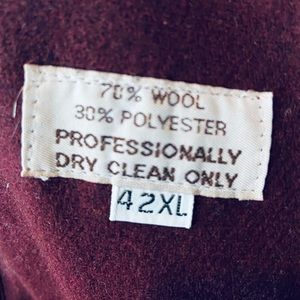 70% WOOL
30% POLYESTER
PROFESSIONALLY
DRY CLEAN ONLY
42XL